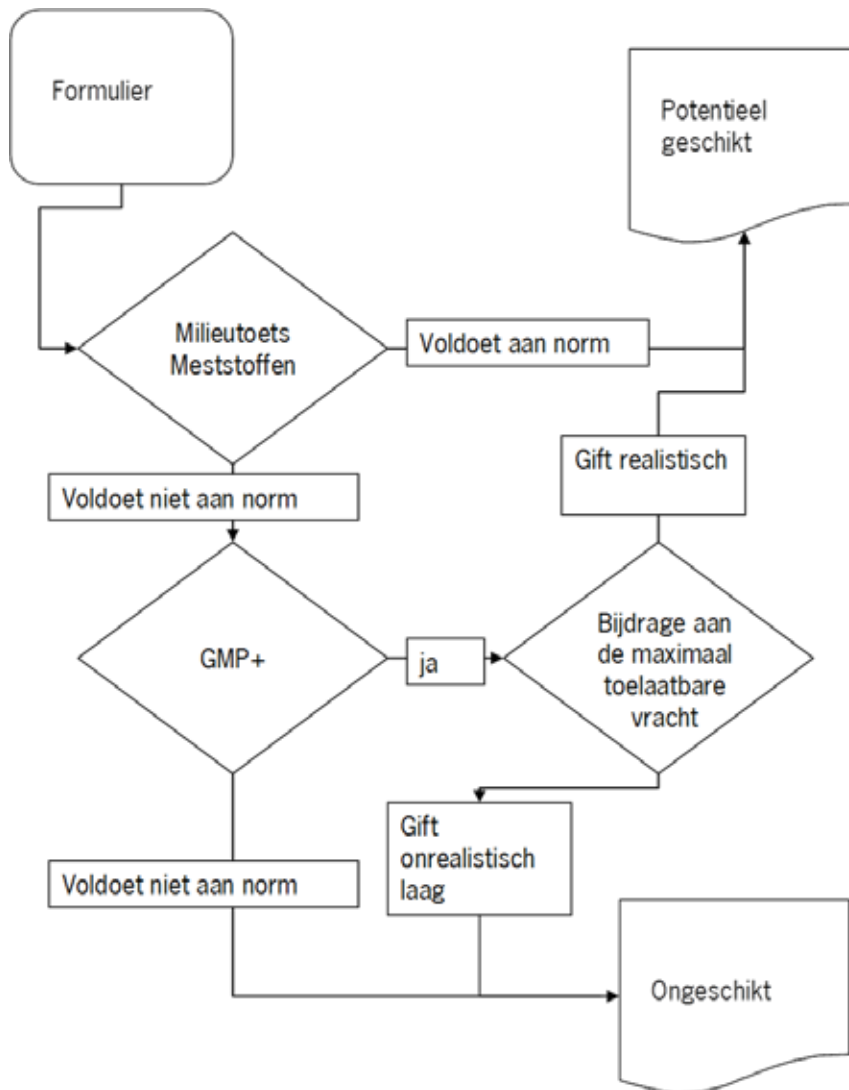 Formulier
Potentieel
geschikt
Milieutoets
Meststoffen
Voldoet aan norm
Gift realistisch
Voldoet niet aan norm
GMP+
ja
Bijdrage aan
de maximaal
toelaatbare
vracht
Gift
onrealistisch
laag
Voldoet niet aan norm
Ongeschikt